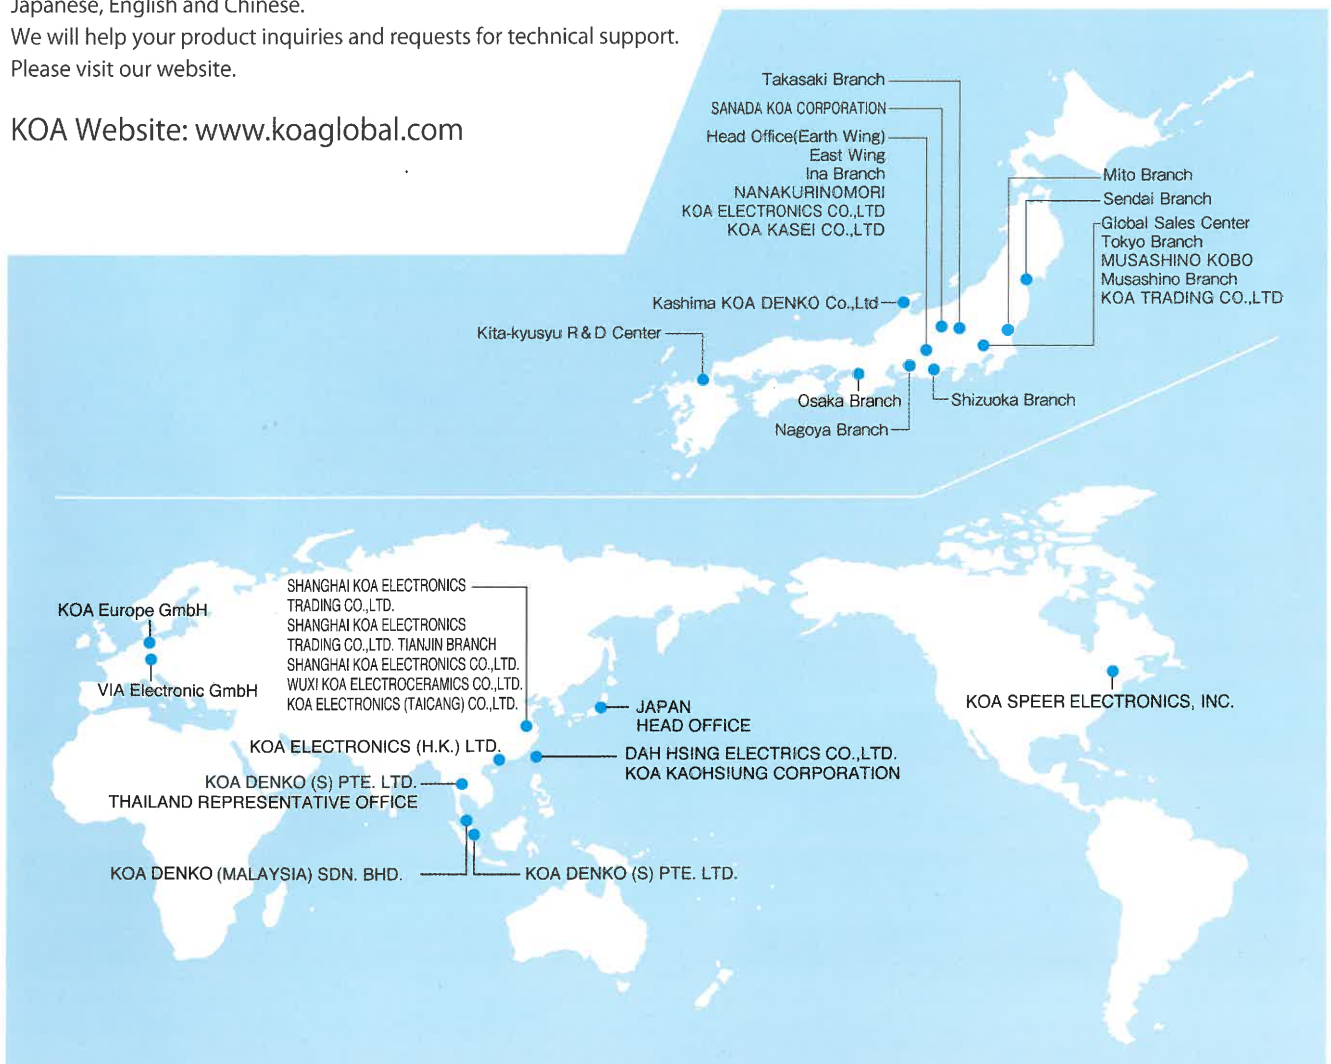 Japanese, English and Chinese.
We will help your product inquiries and requests for technical support.
Please visit our website.
KOA Website: www.koaglobal.com
Takasaki Branch
SANADA KOA CORPORATION
Head Office(Earth Wing)
East Wing
Ina Branch
NANAKURINOMORI
KOA ELECTRONICS CO.,LTD
KOA KASEI CO.,LTD
Mito Branch
Sendai Branch
Global Sales Center
Tokyo Branch
MUSASHINO KOBO
Musashino Branch
KOA TRADING CO.,LTD
Kashima KOA DENKO Co.,Ltd
Kita-kyusyu R & D Center
Osaka Branch
Shizuoka Branch
Nagoya Branch
KOA Europe GmbH
VIA Electronic GmbH
SHANGHAI KOA ELECTRONICS
TRADING CO.,LTD.
SHANGHAI KOA ELECTRONICS
TRADING CO.,LTD. TIANJIN BRANCH
SHANGHAI KOA ELECTRONICS CO.,LTD.
WUXI KOA ELECTROCERAMICS CO.,LTD.
KOA ELECTRONICS (TAICANG) CO.,LTD.
JAPAN
HEAD OFFICE
KOA SPEER ELECTRONICS, INC.
KOA ELECTRONICS (H.K.) LTD.
DAH HSING ELECTRICS CO.,LTD.
KOA KAOHSIUNG CORPORATION
KOA DENKO (S) PTE. LTD.
THAILAND REPRESENTATIVE OFFICE
KOA DENKO (MALAYSIA) SDN. BHD.
KOA DENKO (S) PTE. LTD.